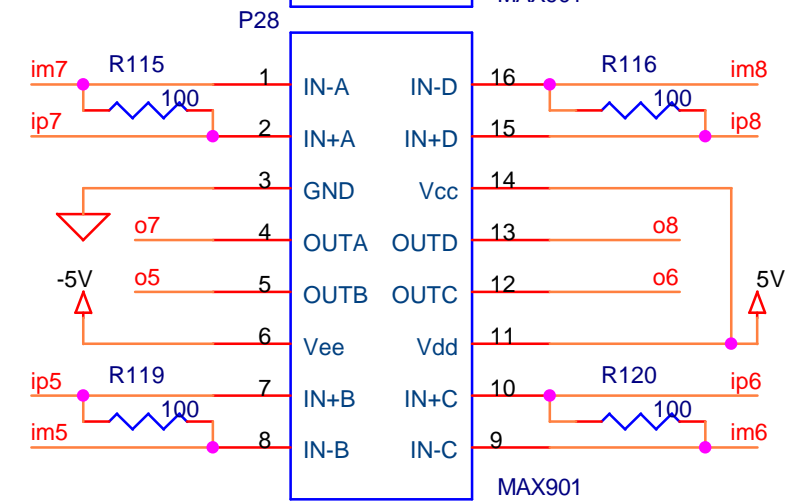 P28
im7 R115 1 IN-A IN-D 16 R116 im8
100 100
ip7 2 IN+A IN+D 15 ip8
3 GND Vcc 14
o7 4 OUTA OUTD 13 o8
-5V o5 5 OUTB OUTC 12 o6 5V
6 Vee Vdd 11
ip5 R119 7 IN+B IN+C 10 R120 ip6
100 100
im5 8 IN-B IN-C 9 im6
MAX901